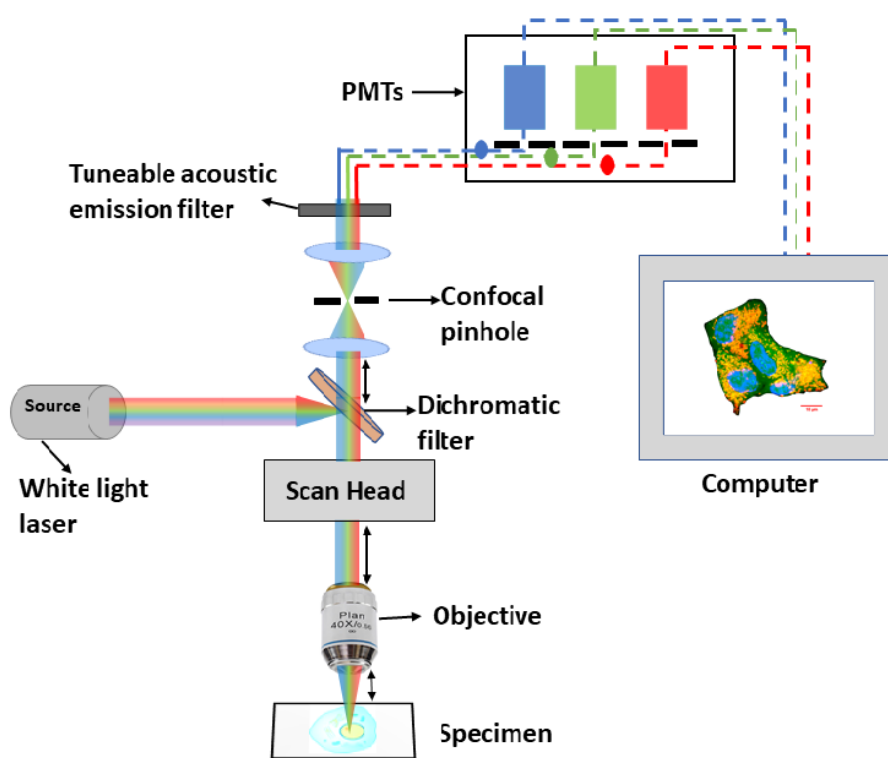 PMTs
Tuneable acoustic
emission filter
Confocal
pinhole
Source
Dichromatic
filter
White light
laser
Scan Head
Computer
Plan
Objective
Specimen